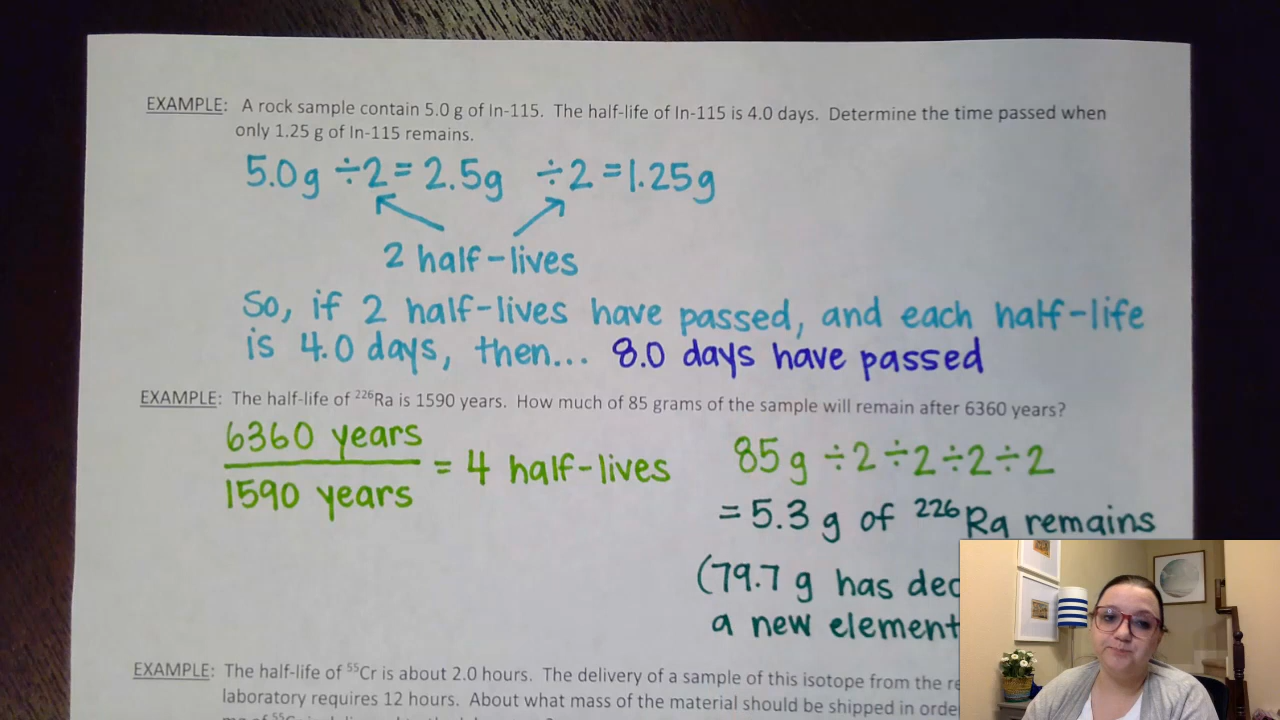 EXAMPLE: A rock sample contain 5.0 g of In-115. The half-life of In-115 is 4.0 days. Determine the time passed when
only 1.25 g of In-115 remains.
5.0g ÷2 = 2.5g ÷2 = 1.25g
2 half-lives
So, if 2 half-lives have passed, and each half-life
is 4.0 days, then... 8.0 days have passed
EXAMPLE: The half-life of ²²⁶Ra is 1590 years. How much of 85 grams of the sample will remain after 6360 years?
6360 years
1590 years
= 4 half-lives
85g ÷2÷2÷2÷2
= 5.3 g of ²²⁶Ra remains
(79.7 g has dec
a new element
EXAMPLE: The half-life of ⁵⁵Cr is about 2.0 hours. The delivery of a sample of this isotope from the re
laboratory requires 12 hours. About what mass of the material should be shipped in orde